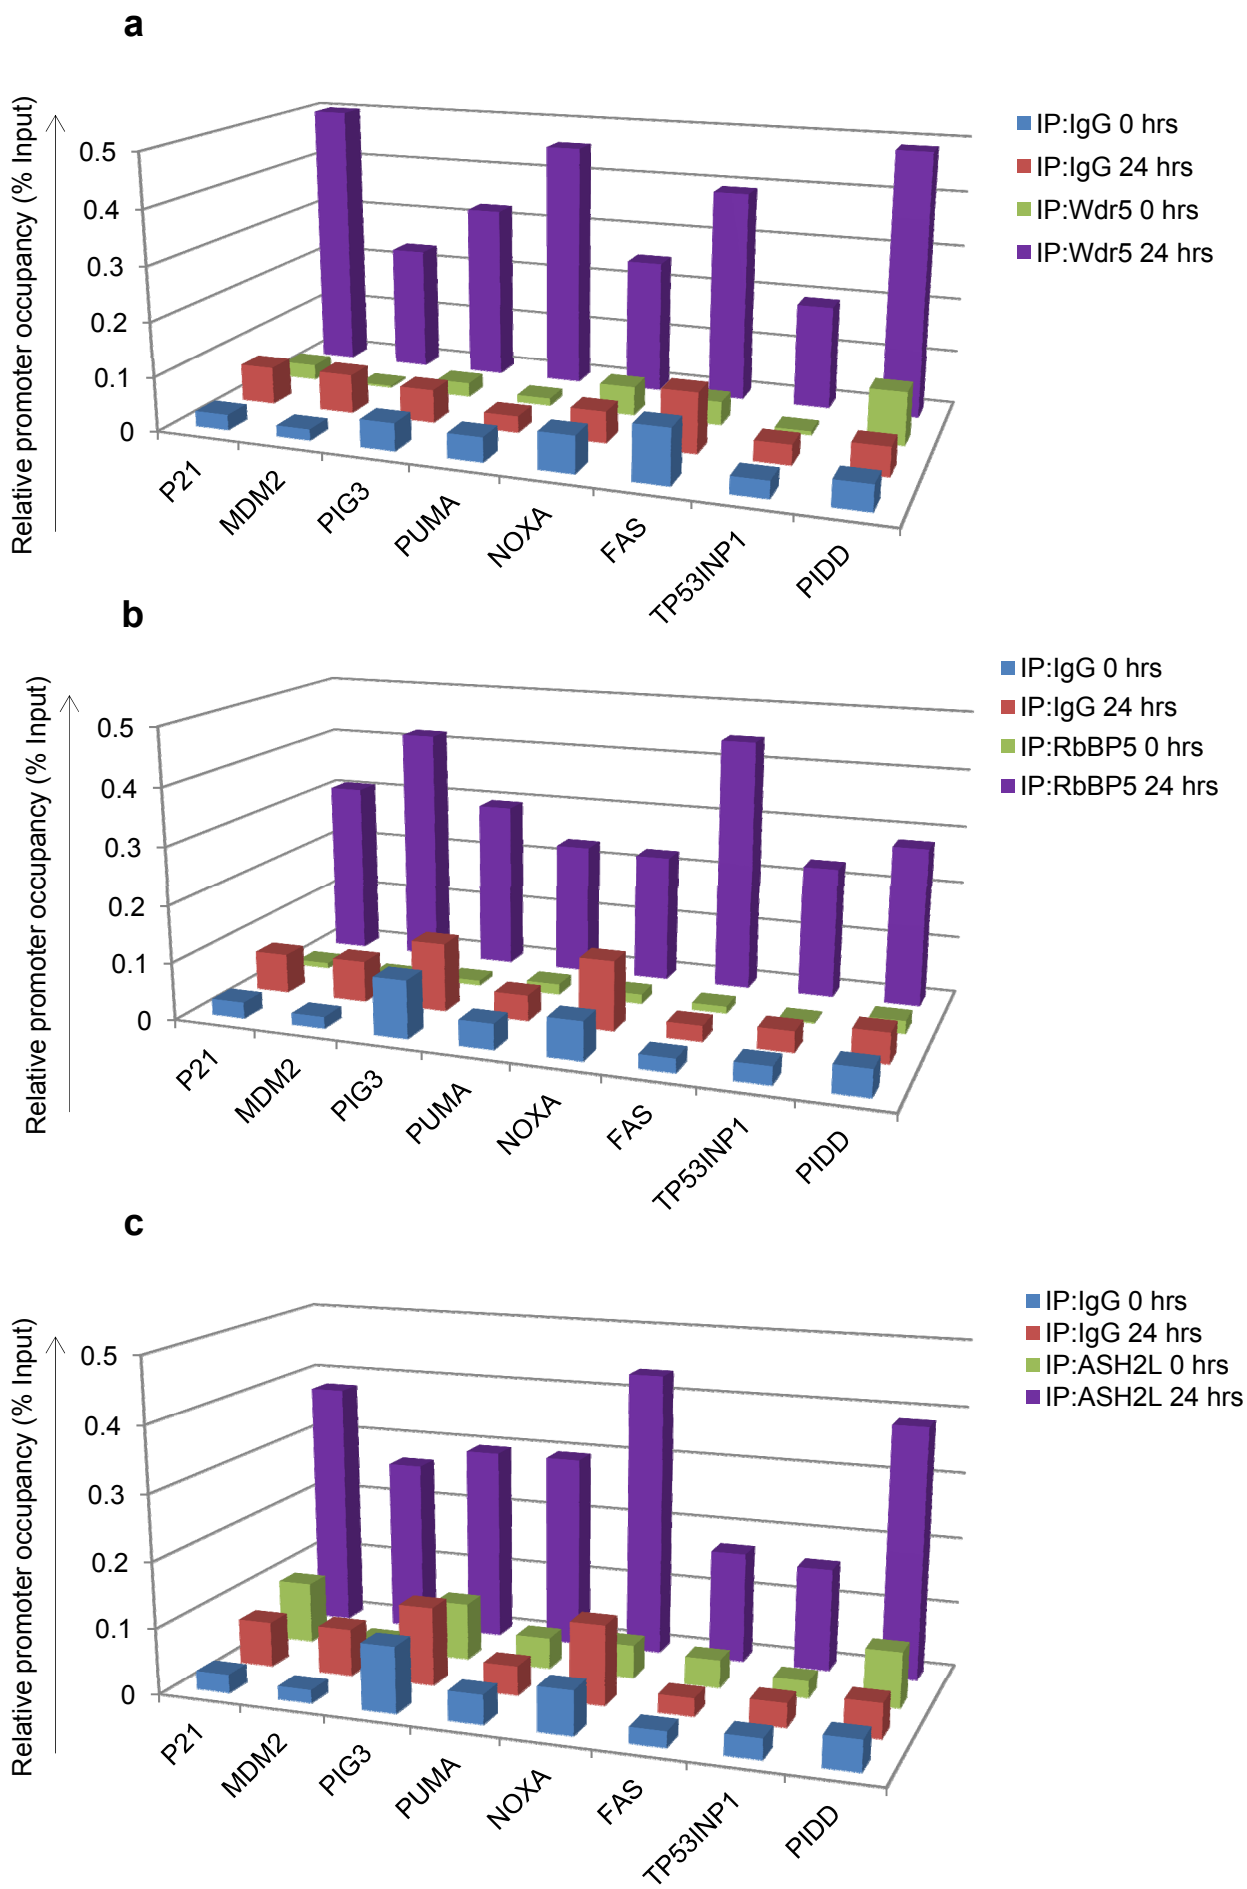 a
Relative promoter occupancy (% Input)
0.5
0.4
0.3
0.2
0.1
0
P21
MDM2
PIG3
PUMA
NOXA
FAS
TP53INP1
PIDD
IP:IgG 0 hrs
IP:IgG 24 hrs
IP:Wdr5 0 hrs
IP:Wdr5 24 hrs
b
Relative promoter occupancy (% Input)
0.5
0.4
0.3
0.2
0.1
0
P21
MDM2
PIG3
PUMA
NOXA
FAS
TP53INP1
PIDD
IP:IgG 0 hrs
IP:IgG 24 hrs
IP:RbBP5 0 hrs
IP:RbBP5 24 hrs
c
Relative promoter occupancy (% Input)
0.5
0.4
0.3
0.2
0.1
0
P21
MDM2
PIG3
PUMA
NOXA
FAS
TP53INP1
PIDD
IP:IgG 0 hrs
IP:IgG 24 hrs
IP:ASH2L 0 hrs
IP:ASH2L 24 hrs